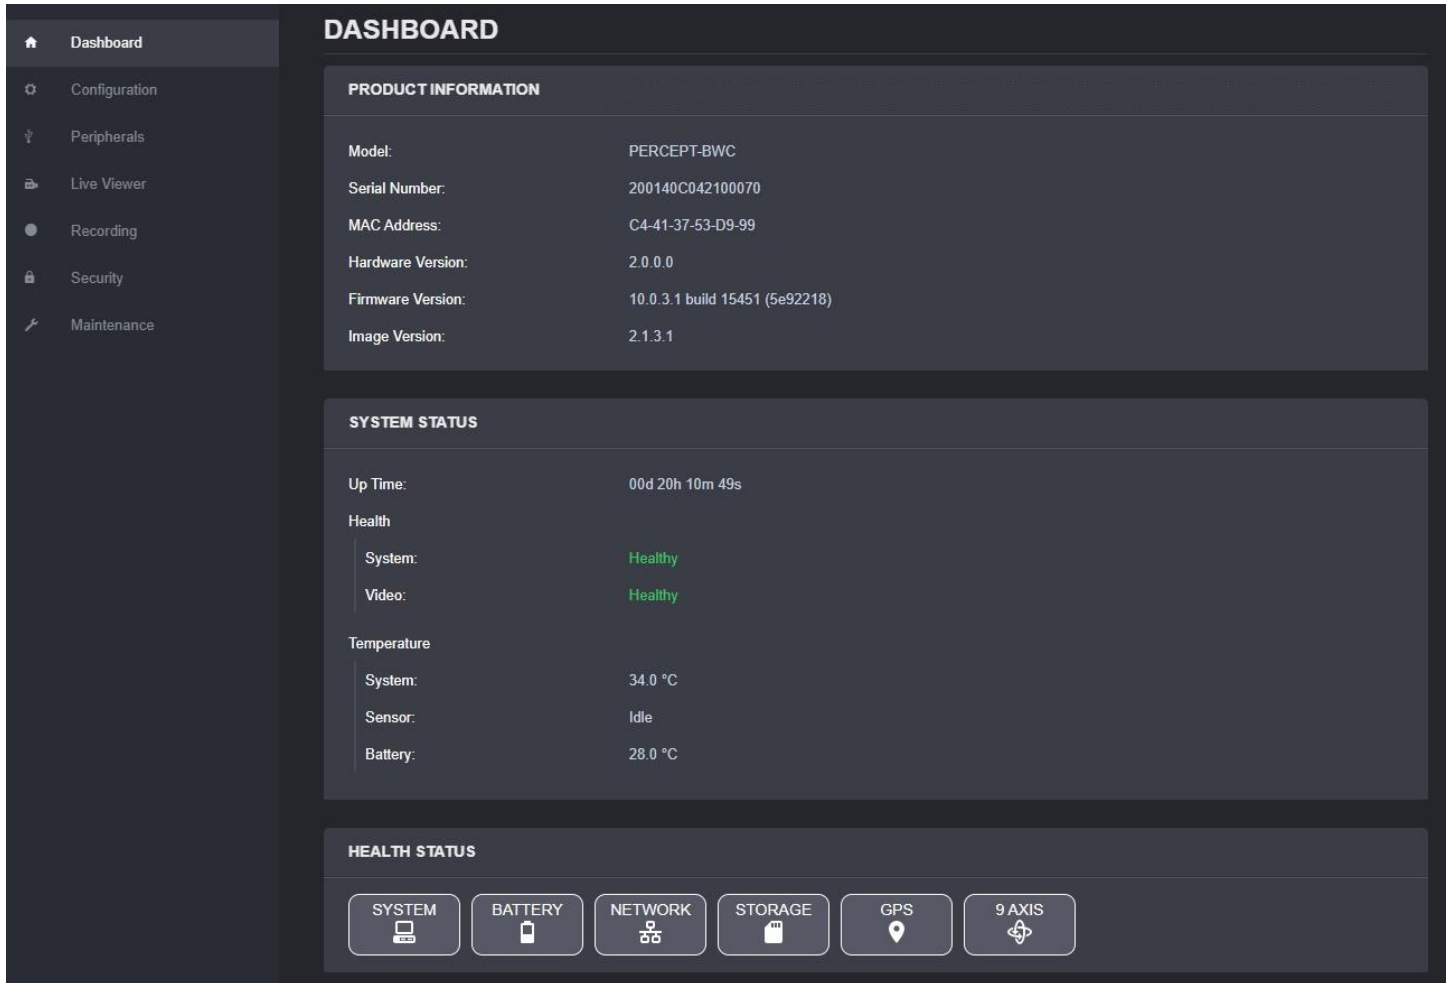 DASHBOARD
Dashboard
Configuration
Peripherals
Live Viewer
Recording
Security
Maintenance
PRODUCT INFORMATION
Model: PERCEPT-BWC
Serial Number: 200140C042100070
MAC Address: C4-41-37-53-D9-99
Hardware Version: 2.0.0.0
Firmware Version: 10.0.3.1 build 15451 (5e92218)
Image Version: 2.1.3.1
SYSTEM STATUS
Up Time: 00d 20h 10m 49s
Health
System: Healthy
Video: Healthy
Temperature
System: 34.0 °C
Sensor: Idle
Battery: 28.0 °C
HEALTH STATUS
SYSTEM BATTERY NETWORK STORAGE GPS 9 AXIS